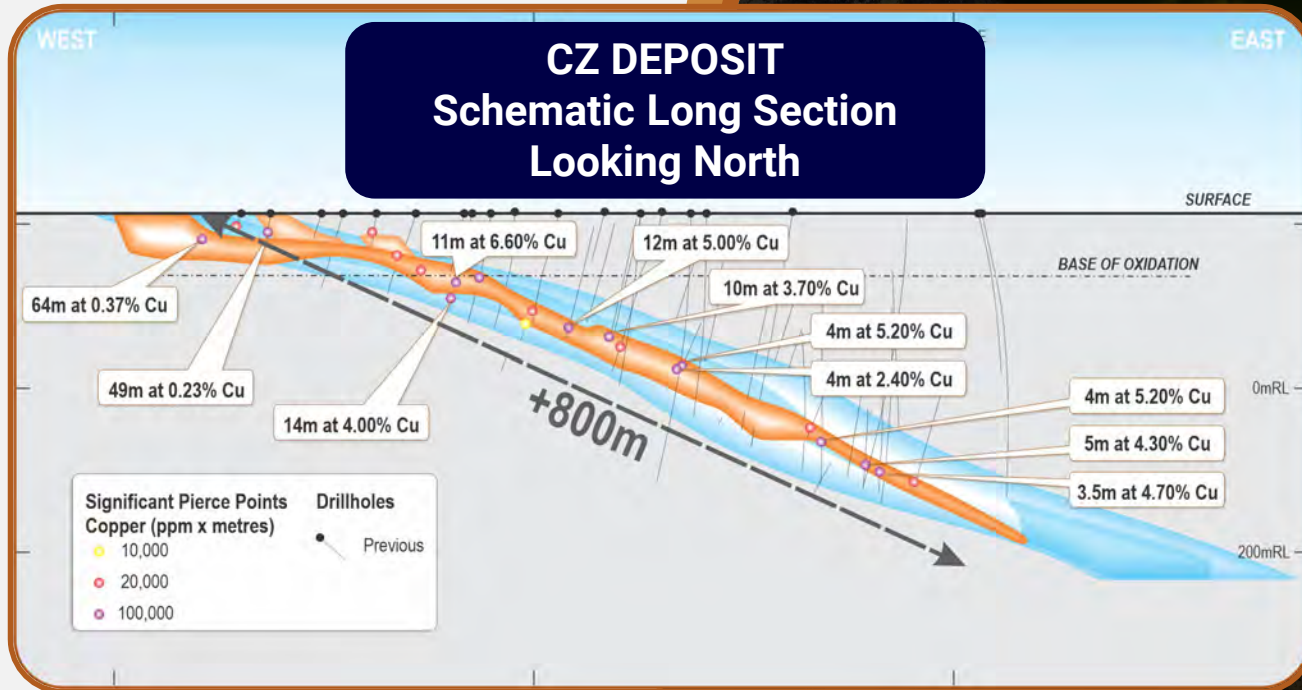 WEST
CZ DEPOSIT
Schematic Long Section
Looking North
E
EAST
SURFACE
11m at 6.60% Cu
12m at 5.00% Cu
BASE OF OXIDATION
64m at 0.37% Cu
10m at 3.70% Cu
4m at 5.20% Cu
49m at 0.23% Cu
4m at 2.40% Cu
0mRL
14m at 4.00% Cu
+800m
4m at 5.20% Cu
5m at 4.30% Cu
3.5m at 4.70% Cu
Significant Pierce Points
Copper (ppm x metres)
10,000
20,000
100,000
Drillholes
Previous
200mRL